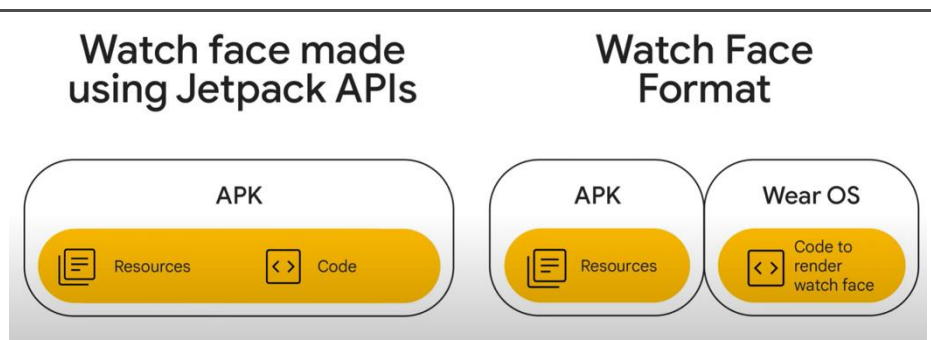 Watch face made
using Jetpack APIs
APK
Resources
Code
Watch Face
Format
APK
Resources
Wear OS
Code to
render
watch face